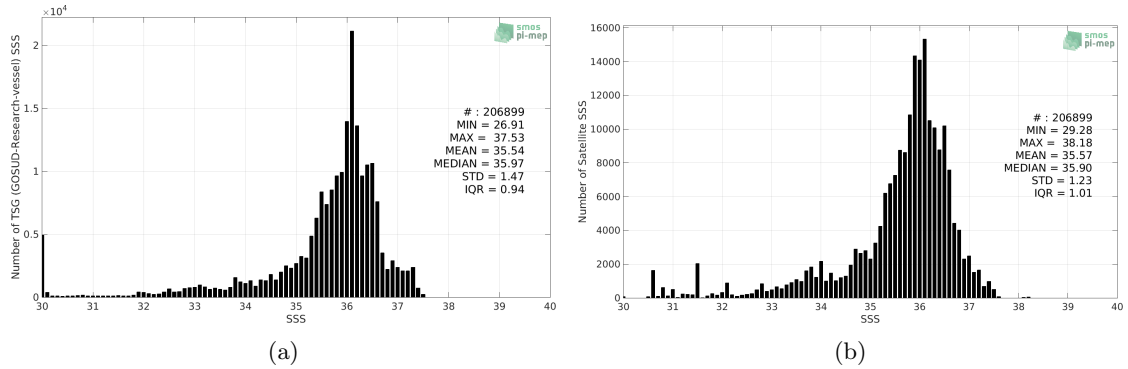 ×10⁴
smos
pi-mep
Number of TSG (GOSUD-Research-vessel) SSS
2
1.5
1
0.5
0
# : 206899
MIN = 26.91
MAX = 37.53
MEAN = 35.54
MEDIAN = 35.97
STD = 1.47
IQR = 0.94
30 31 32 33 34 35 36 37 38 39 40
SSS
(a)
smos
pi-mep
Number of Satellite SSS
16000
14000
12000
10000
8000
6000
4000
2000
0
# : 206899
MIN = 29.28
MAX = 38.18
MEAN = 35.57
MEDIAN = 35.90
STD = 1.23
IQR = 1.01
30 31 32 33 34 35 36 37 38 39 40
SSS
(b)